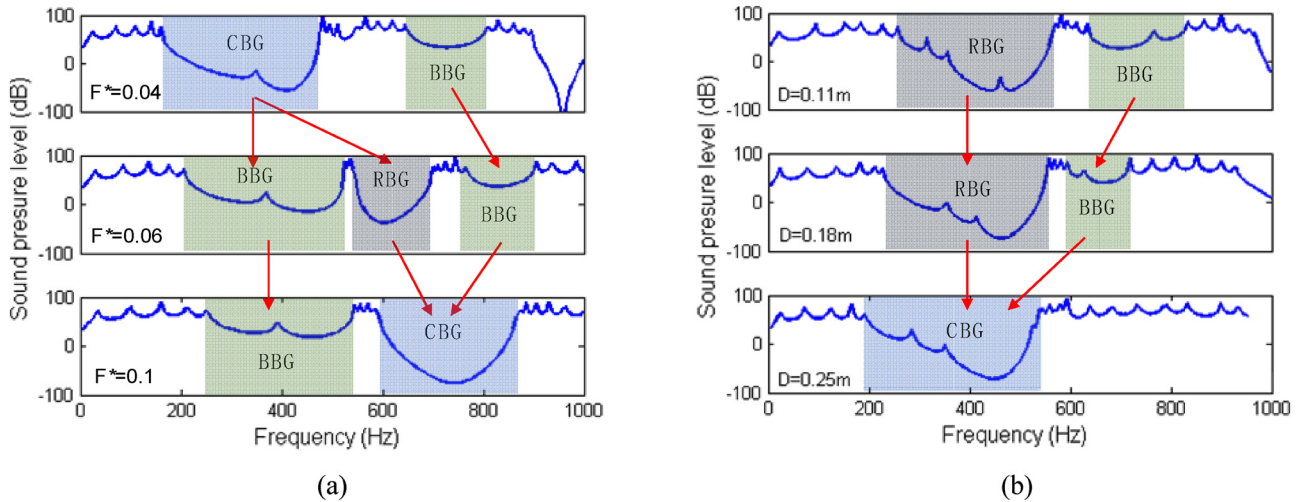 Sound presure level (dB)
100
0
-100
CBG
BBG
F*=0.04
100
0
-100
BBG
RBG
BBG
F*=0.06
100
0
-100
BBG
CBG
F*=0.1
0 200 400 600 800 1000
Frequency (Hz)
(a)
Sound presure level (dB)
100
0
-100
RBG
BBG
D=0.11m
100
0
-100
RBG
BBG
D=0.18m
100
0
-100
CBG
D=0.25m
0 200 400 600 800 1000
Frequency (Hz)
(b)